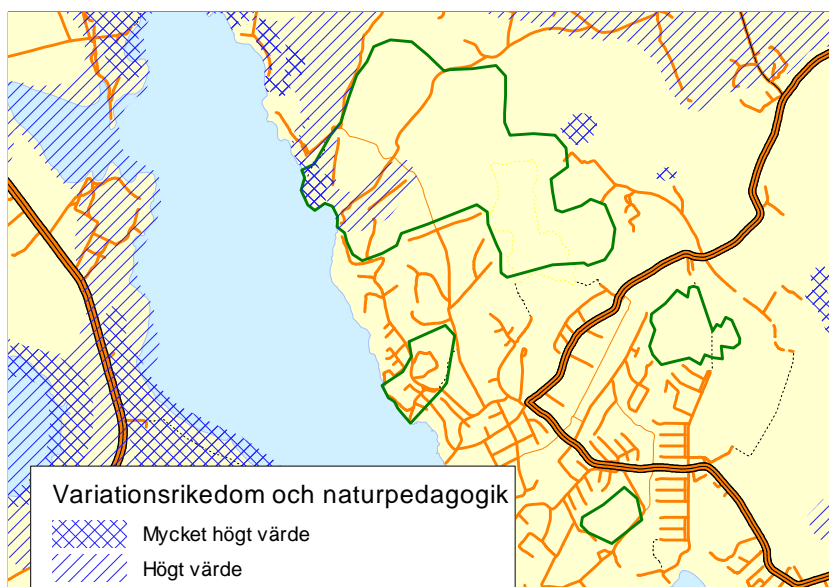 Variationsrikedom och naturpedagogik
Mycket högt värde
Högt värde